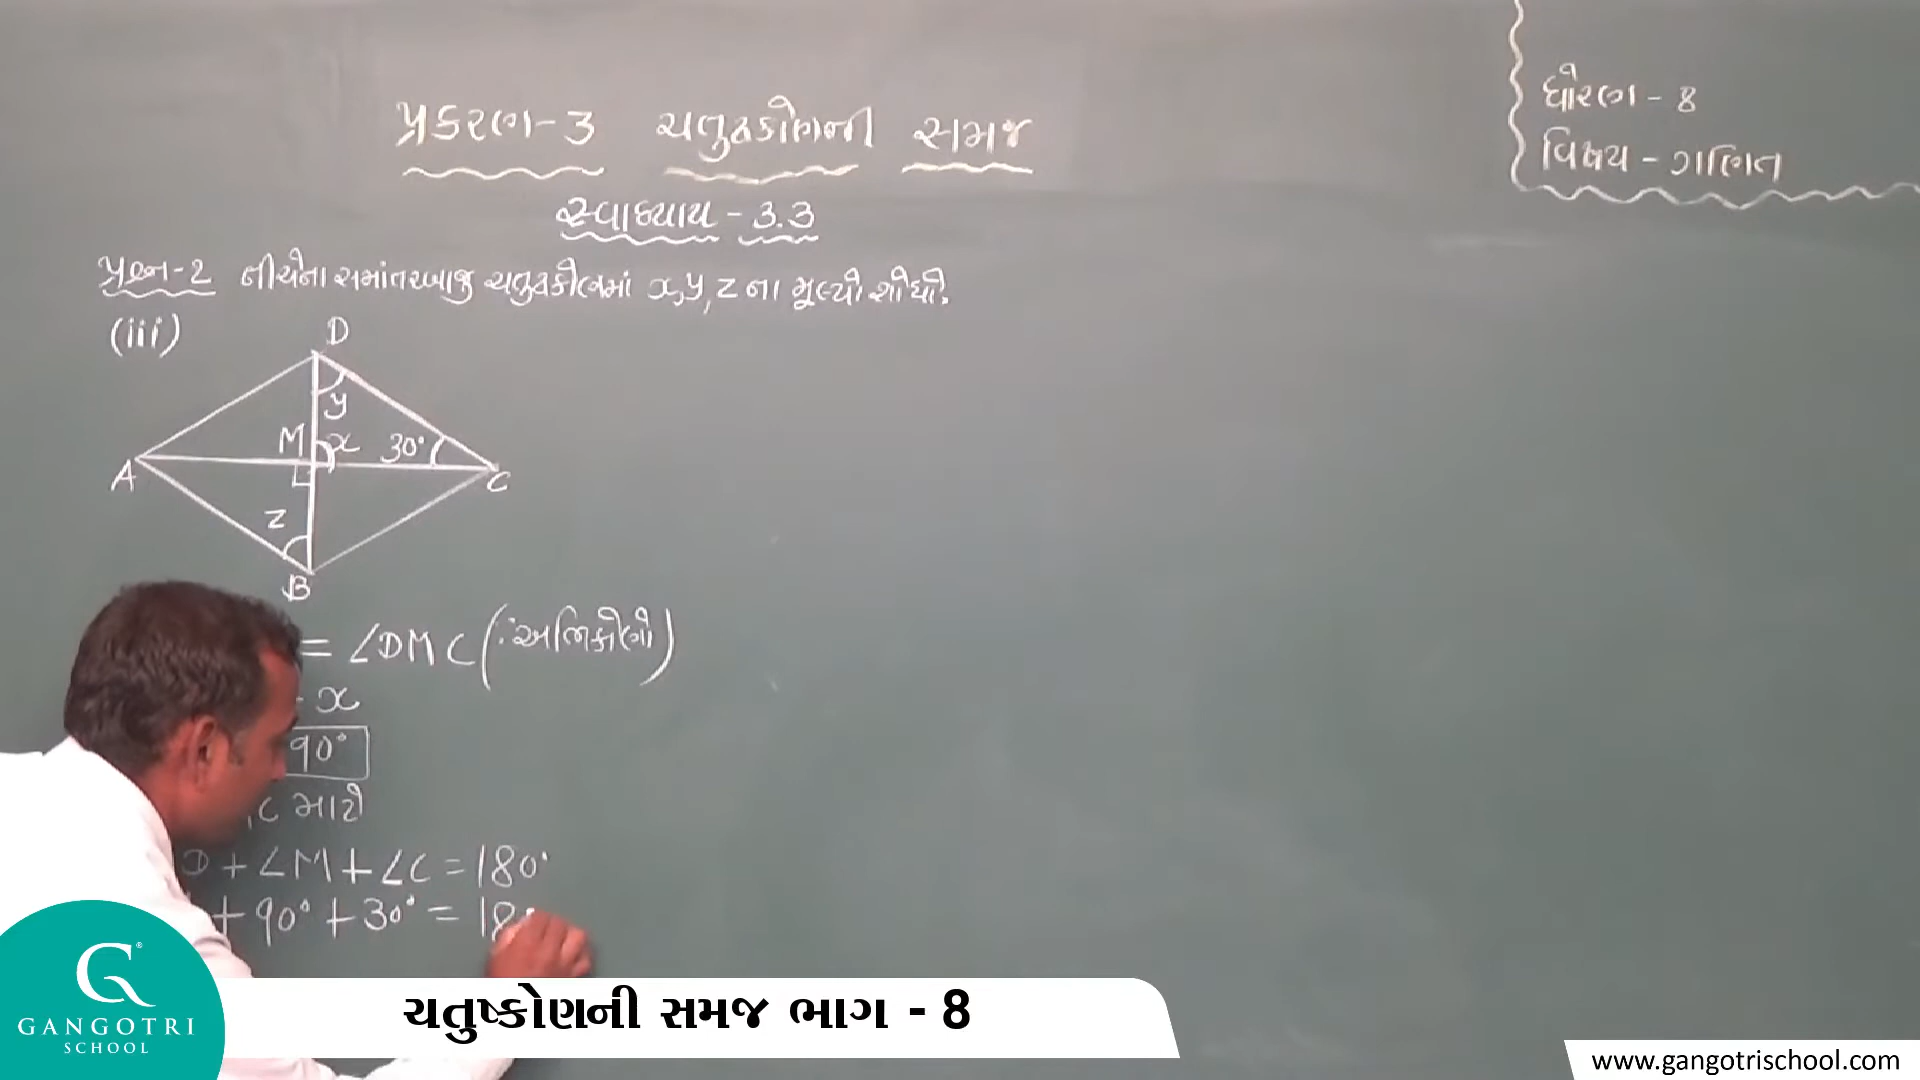 ધોરણ - 8
વિષય - ગણિત
પ્રકરણ-3 ચતુષ્કોણની સમજ
સ્વાધ્યાય - 3.3
પ્રશ્ન-2 નીચેના સમાંતરબાજુ ચતુષ્કોણમાં x, y, z ના મૂલ્યો શોધો.
(iii)
D
y
M x 30°
A C
z
B
= ∠DMC (∵અભિકોણો)
x
90°
C માટે
D + ∠M + ∠C = 180°
+ 90° + 30° = 18
ચતુષ્કોણની સમજ ભાગ - 8
G
GANGOTRI
SCHOOL
www.gangotrischool.com